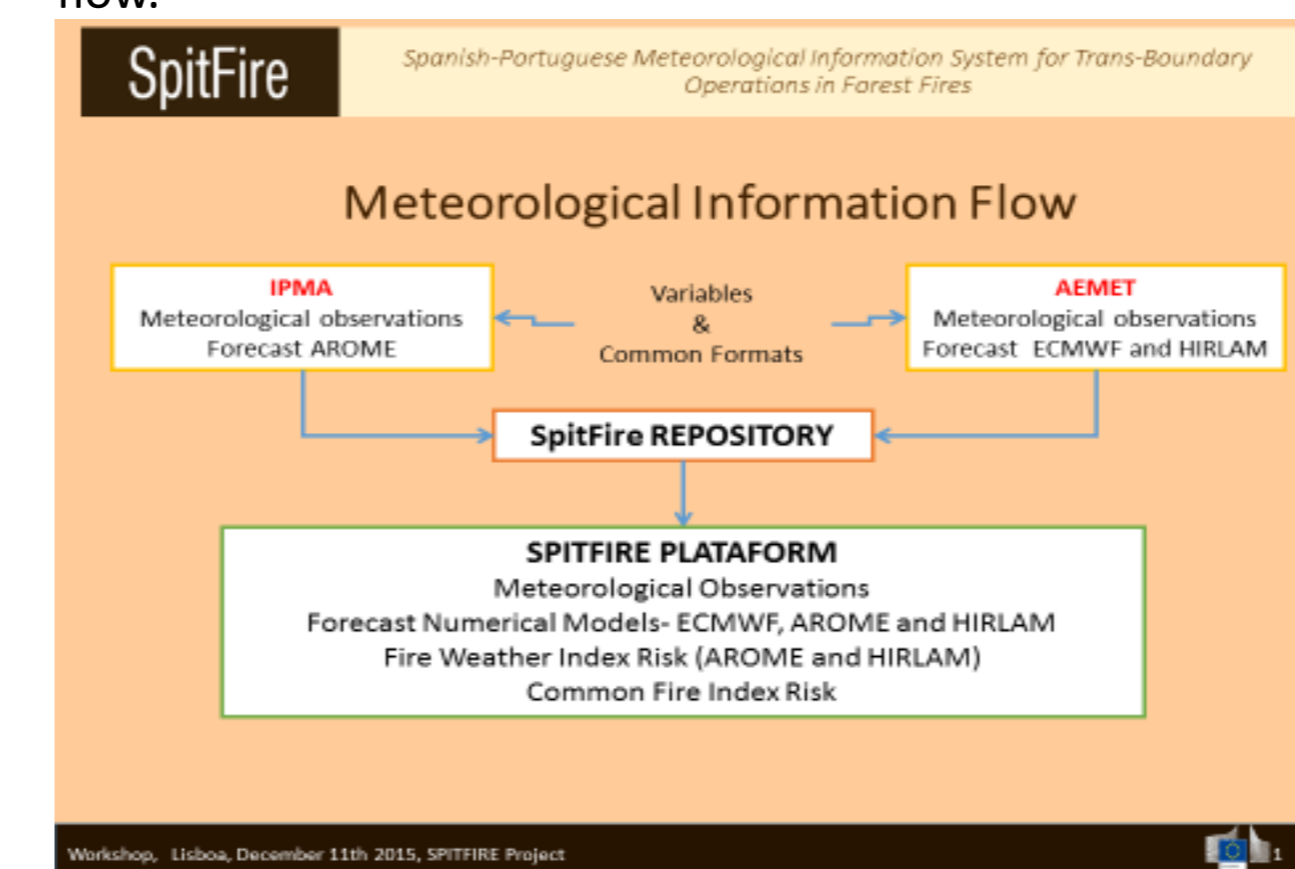 flow.
SpitFire
Spanish-Portuguese Meteorological Information System for Trans-Boundary
Operations in Forest Fires
Meteorological Information Flow
IPMA
Meteorological observations
Forecast AROME
Variables
&
Common Formats
AEMET
Meteorological observations
Forecast ECMWF and HIRLAM
SpitFire REPOSITORY
SPITFIRE PLATAFORM
Meteorological Observations
Forecast Numerical Models- ECMWF, AROME and HIRLAM
Fire Weather Index Risk (AROME and HIRLAM)
Common Fire Index Risk
Workshop, Lisboa, December 11th 2015, SPITFIRE Project
1